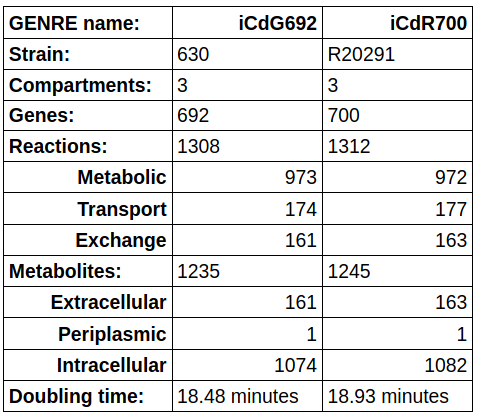 GENRE name: iCdG692 iCdR700
Strain: 630 R20291
Compartments: 3 3
Genes: 692 700
Reactions: 1308 1312
Metabolic 973 972
Transport 174 177
Exchange 161 163
Metabolites: 1235 1245
Extracellular 161 163
Periplasmic 1 1
Intracellular 1074 1082
Doubling time: 18.48 minutes 18.93 minutes